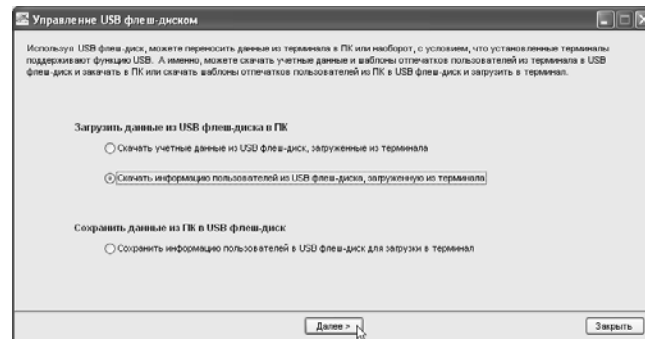 Управление USB флеш-диском
Используя USB флеш-диск, можете переносить данные из терминала в ПК или наоборот, с условием, что установленные терминалы
поддерживают функцию USB. А именно, можете скачать учетные данные и шаблоны отпечатков пользователей из терминала в USB
флеш-диск и закачать в ПК или скачать шаблоны отпечатков пользователей из ПК в USB флеш-диск и загрузить в терминал.
Загрузить данные из USB флеш-диска в ПК
Скачать учетные данные из USB флеш-диск, загруженные из терминала
Скачать информацию пользователей из USB флеш-диска, загруженную из терминала
Сохранить данные из ПК в USB флеш-диск
Сохранить информацию пользователей в USB флеш-диск для загрузки в терминал
Далее >
Закрыть